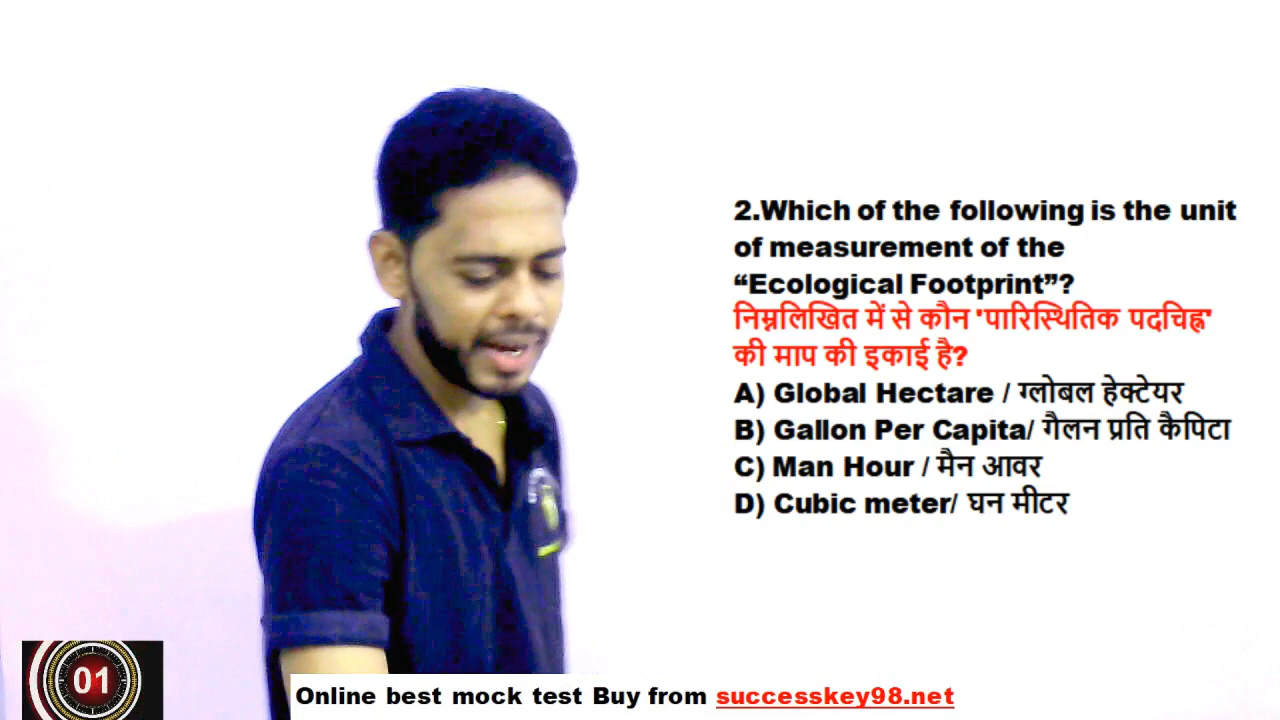 2.Which of the following is the unit
of measurement of the
“Ecological Footprint”?
निम्नलिखित में से कौन 'पारिस्थितिक पदचिह्न'
की माप की इकाई है?
A) Global Hectare / ग्लोबल हेक्टेयर
B) Gallon Per Capita/ गैलन प्रति कैपिटा
C) Man Hour / मैन आवर
D) Cubic meter/ घन मीटर
01
Online best mock test Buy from successkey98.net